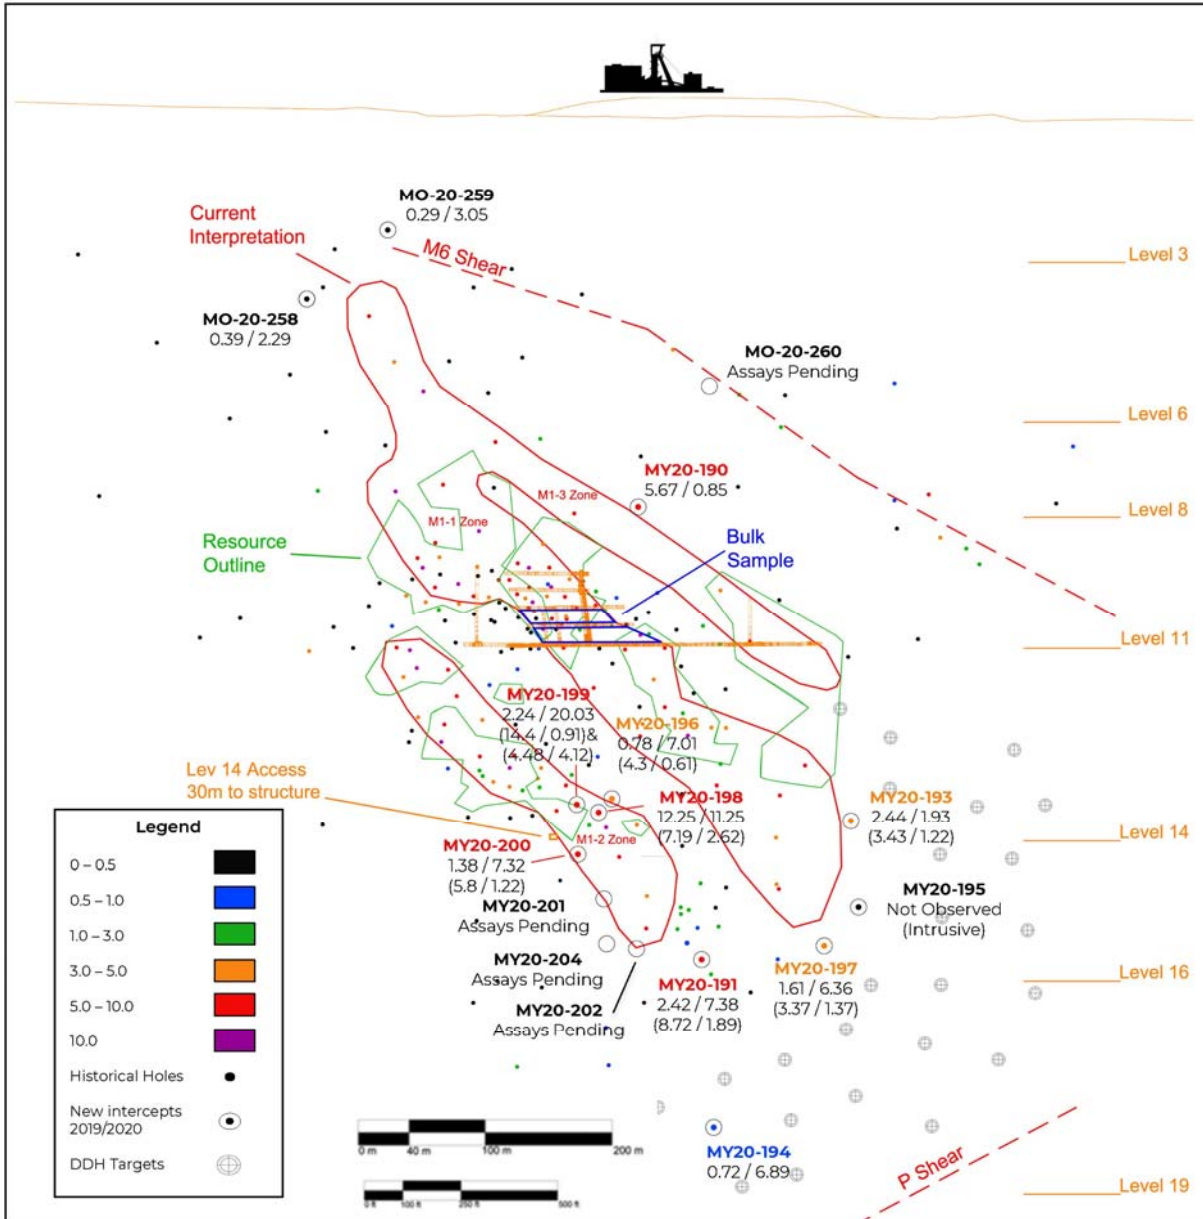 MO-20-259
0.29 / 3.05
Current
Interpretation
M6 Shear
Level 3
MO-20-258
0.39 / 2.29
MO-20-260
Assays Pending
Level 6
MY20-190
5.67 / 0.85
M1-3 Zone
Level 8
M1-1 Zone
Resource
Outline
Bulk
Sample
Level 11
MY20-199
2.24 / 20.03
(14.4 / 0.91)&
(4.48 / 4.12)
MY20-196
0.78 / 7.01
(4.3 / 0.61)
Lev 14 Access
30m to structure
MY20-198
12.25 / 11.25
(7.19 / 2.62)
MY20-193
2.44 / 1.93
(3.43 / 1.22)
Level 14
M1-2 Zone
MY20-200
1.38 / 7.32
(5.8 / 1.22)
MY20-195
Not Observed
(Intrusive)
MY20-201
Assays Pending
MY20-204
Assays Pending
MY20-202
Assays Pending
MY20-191
2.42 / 7.38
(8.72 / 1.89)
MY20-197
1.61 / 6.36
(3.37 / 1.37)
Level 16
MY20-194
0.72 / 6.89
P Shear
Level 19
Legend
0 – 0.5
0.5 – 1.0
1.0 – 3.0
3.0 – 5.0
5.0 – 10.0
10.0
Historical Holes
New intercepts
2019/2020
DDH Targets
0 m 40 m 100 m 200 m
0 ft 100 ft 250 ft 500 ft